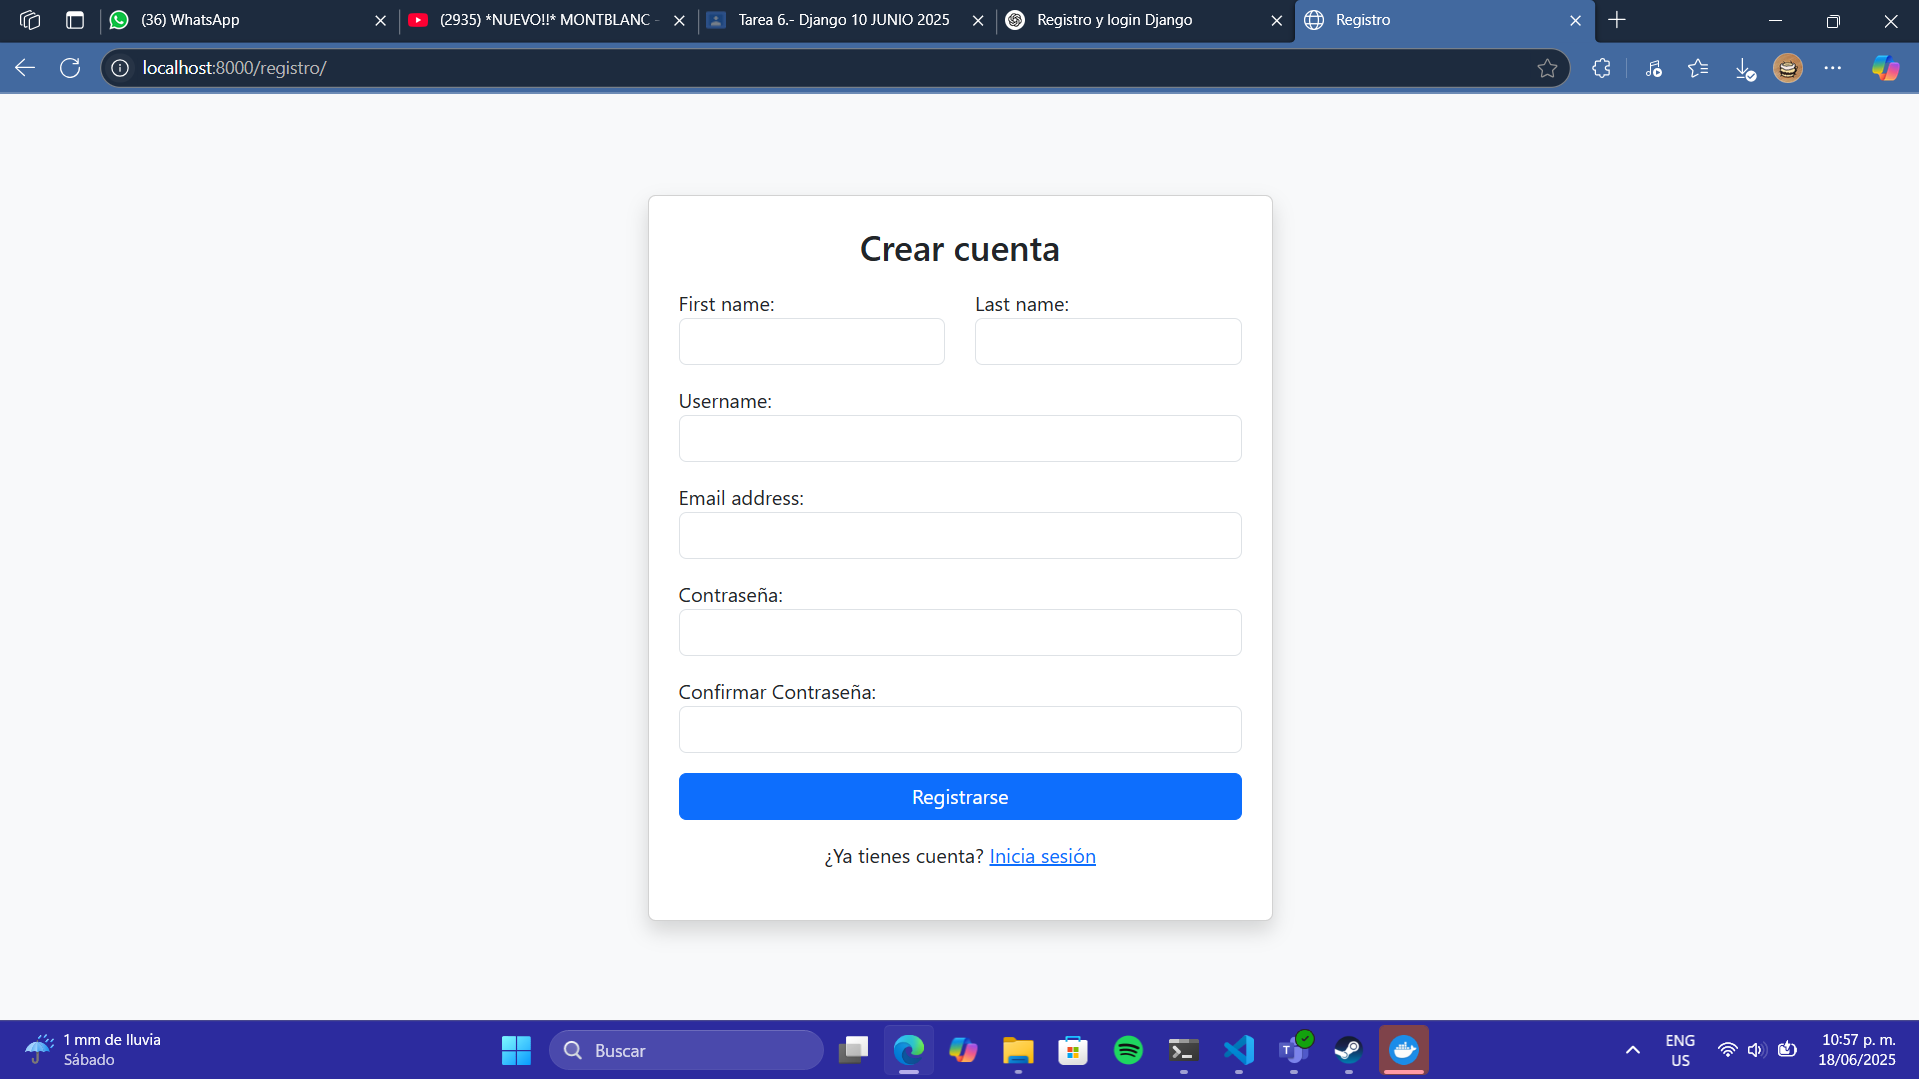 (36) WhatsApp
(2935) *NUEVO!!* MONTBLANC -
Tarea 6.- Django 10 JUNIO 2025
Registro y login Django
Registro
localhost:8000/registro/
Crear cuenta
First name:
Last name:
Username:
Email address:
Contraseña:
Confirmar Contraseña:
Registrarse
¿Ya tienes cuenta? Inicia sesión
1 mm de lluvia
Sábado
Buscar
T
ENG
US
10:57 p. m.
18/06/2025